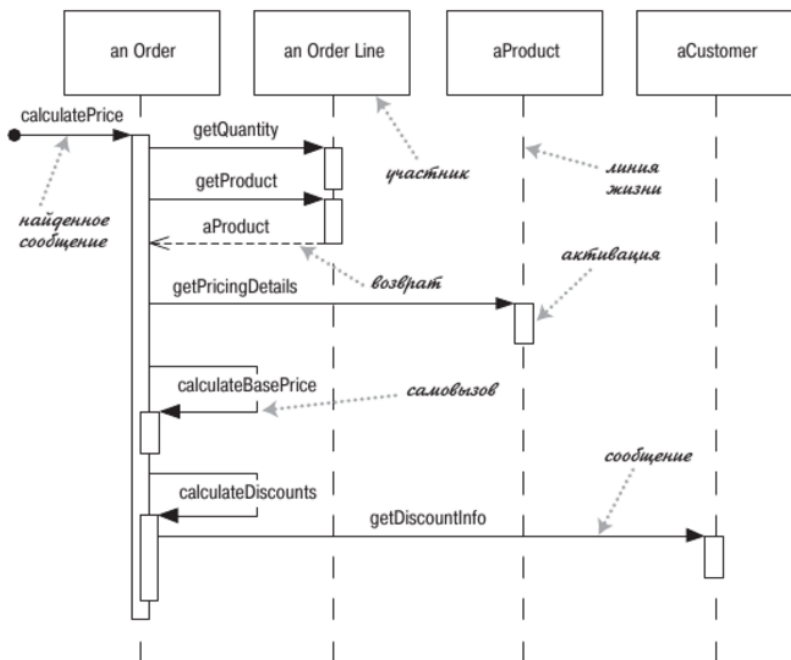 an Order
an Order Line
aProduct
aCustomer
calculatePrice
getQuantity
участник
линия
жизни
getProduct
найденное
сообщение
aProduct
возврат
активация
getPricingDetails
calculateBasePrice
самовызов
сообщение
calculateDiscounts
getDiscountInfo